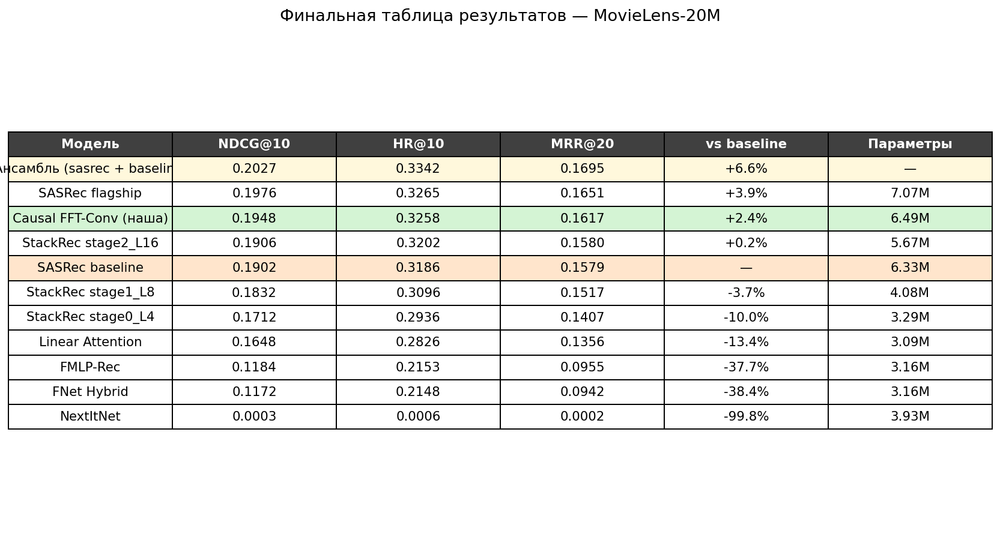 Финальная таблица результатов — MovieLens-20M
Модель NDCG@10 HR@10 MRR@20 vs baseline Параметры
Ансамбль (sasrec + baselin 0.2027 0.3342 0.1695 +6.6% —
SASRec flagship 0.1976 0.3265 0.1651 +3.9% 7.07M
Causal FFT-Conv (наша) 0.1948 0.3258 0.1617 +2.4% 6.49M
StackRec stage2_L16 0.1906 0.3202 0.1580 +0.2% 5.67M
SASRec baseline 0.1902 0.3186 0.1579 — 6.33M
StackRec stage1_L8 0.1832 0.3096 0.1517 -3.7% 4.08M
StackRec stage0_L4 0.1712 0.2936 0.1407 -10.0% 3.29M
Linear Attention 0.1648 0.2826 0.1356 -13.4% 3.09M
FMLP-Rec 0.1184 0.2153 0.0955 -37.7% 3.16M
FNet Hybrid 0.1172 0.2148 0.0942 -38.4% 3.16M
NextItNet 0.0003 0.0006 0.0002 -99.8% 3.93M